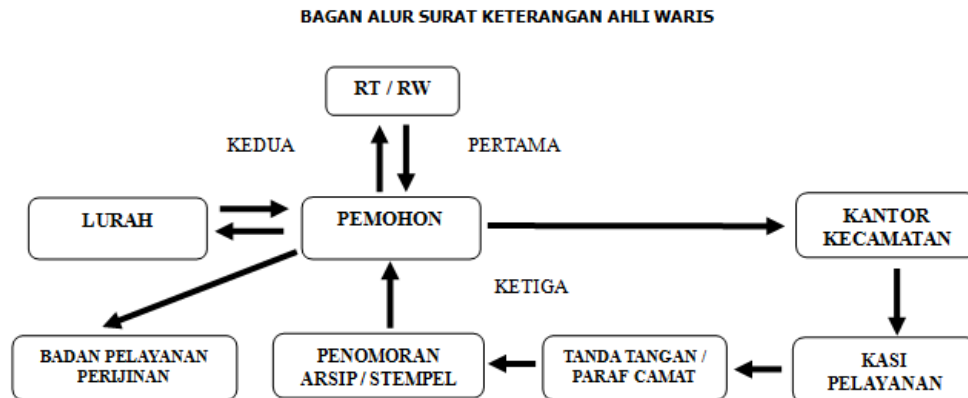 BAGAN ALUR SURAT KETERANGAN AHLI WARIS
RT / RW
KEDUA
PERTAMA
LURAH
PEMOHON
KANTOR
KECAMATAN
KETIGA
BADAN PELAYANAN
PERIJINAN
PENOMORAN
ARSIP / STEMPEL
TANDA TANGAN /
PARAF CAMAT
KASI
PELAYANAN